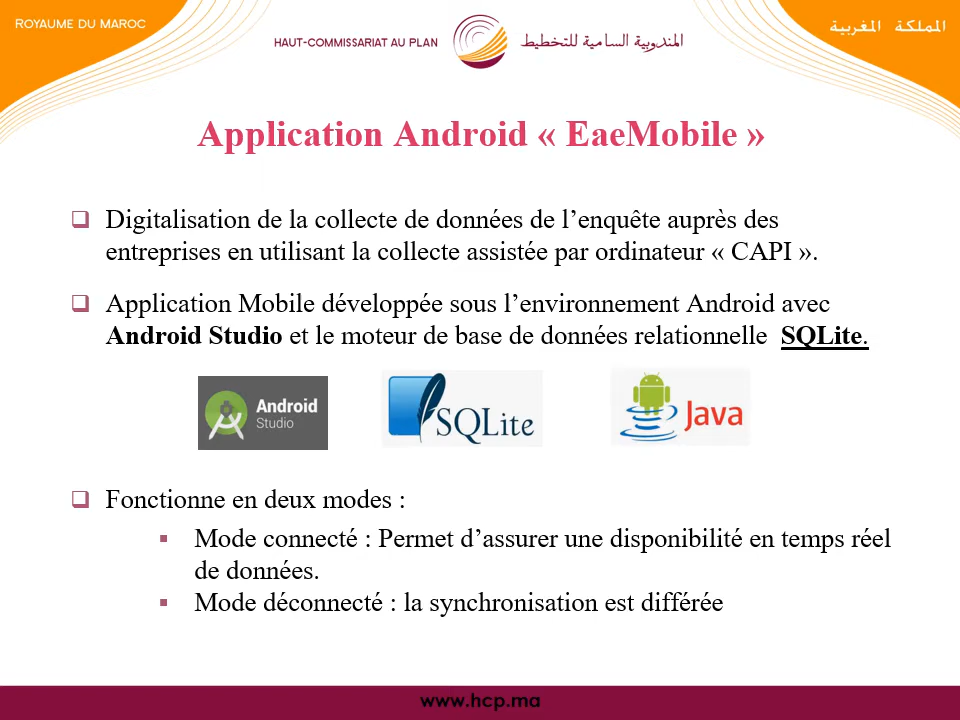 ROYAUME DU MAROC
HAUT-COMMISSARIAT AU PLAN
المندوبية السامية للتخطيط
المملكة المغربية
Application Android « EaeMobile »
Digitalisation de la collecte de données de l’enquête auprès des
entreprises en utilisant la collecte assistée par ordinateur « CAPI ».
Application Mobile développée sous l’environnement Android avec
Android Studio et le moteur de base de données relationnelle SQLite.
Android
Studio
SQLite
Java
Fonctionne en deux modes :
Mode connecté : Permet d’assurer une disponibilité en temps réel
de données.
Mode déconnecté : la synchronisation est différée
www.hcp.ma